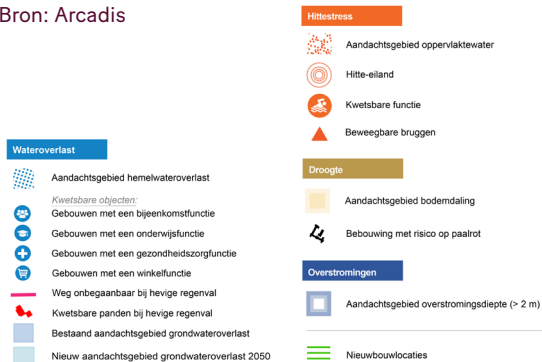 Bron: Arcadis
Wateroverlast
Aandachtsgebied hemelwateroverlast
Kwetsbare objecten:
Gebouwen met een bijeenkomstfunctie
Gebouwen met een onderwijsfunctie
Gebouwen met een gezondheidszorgfunctie
Gebouwen met een winkelfunctie
Weg onbegaanbaar bij hevige regenval
Kwetsbare panden bij hevige regenval
Bestaand aandachtsgebied grondwateroverlast
Nieuw aandachtsgebied grondwateroverlast 2050
Hittestress
Aandachtsgebied oppervlaktewater
Hitte-eiland
Kwetsbare functie
Beweegbare bruggen
Droogte
Aandachtsgebied bodemdaling
Bebouwing met risico op paalrot
Overstromingen
Aandachtsgebied overstromingsdiepte (> 2 m)
Nieuwbouwlocaties